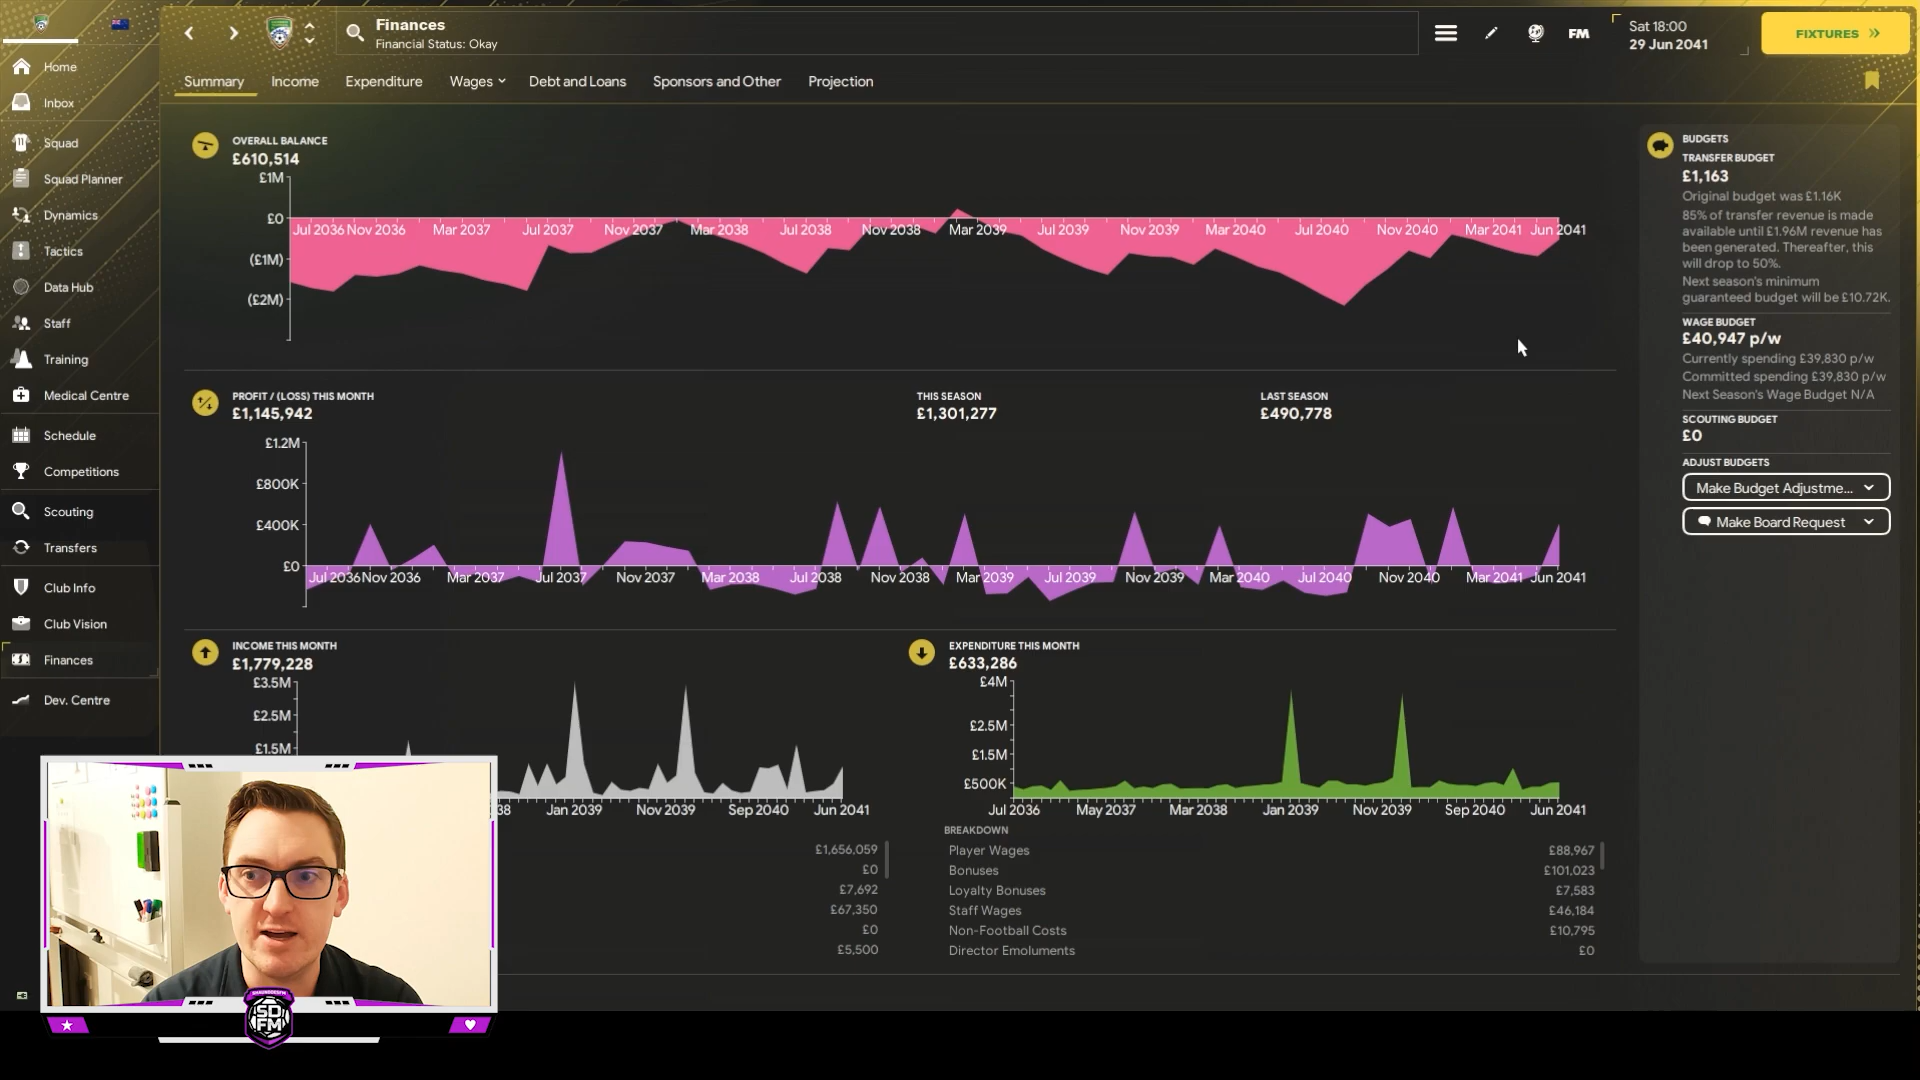 Finances
Financial Status: Okay
FM
Sat 18:00
29 Jun 2041
FIXTURES
Home
Inbox
Squad
Squad Planner
Dynamics
Tactics
Data Hub
Staff
Training
Medical Centre
Schedule
Competitions
Scouting
Transfers
Club Info
Club Vision
Finances
Dev. Centre
Summary Income Expenditure Wages Debt and Loans Sponsors and Other Projection
OVERALL BALANCE
£610,514
£1M
£0
(£1M)
(£2M)
Jul 2036 Nov 2036 Mar 2037 Jul 2037 Nov 2037 Mar 2038 Jul 2038 Nov 2038 Mar 2039 Jul 2039 Nov 2039 Mar 2040 Jul 2040 Nov 2040 Mar 2041 Jun 2041
PROFIT / (LOSS) THIS MONTH
£1,145,942
THIS SEASON
£1,301,277
LAST SEASON
£490,778
£1.2M
£800K
£400K
£0
Jul 2036 Nov 2036 Mar 2037 Jul 2037 Nov 2037 Mar 2038 Jul 2038 Nov 2038 Mar 2039 Jul 2039 Nov 2039 Mar 2040 Jul 2040 Nov 2040 Mar 2041 Jun 2041
INCOME THIS MONTH
£1,779,228
£3.5M
£2.5M
£1.5M
38 Jan 2039 Nov 2039 Sep 2040 Jun 2041
£1,656,059
£0
£7,692
£67,350
£0
£5,500
EXPENDITURE THIS MONTH
£633,286
£4M
£2.5M
£1.5M
£500K
Jul 2036 May 2037 Mar 2038 Jan 2039 Nov 2039 Sep 2040 Jun 2041
BREAKDOWN
Player Wages £88,967
Bonuses £101,023
Loyalty Bonuses £7,583
Staff Wages £46,184
Non-Football Costs £10,795
Director Emoluments £0
BUDGETS
TRANSFER BUDGET
£1,163
Original budget was £1.16K
85% of transfer revenue is made
available until £1.96M revenue has
been generated. Thereafter, this
will drop to 50%.
Next season's minimum
guaranteed budget will be £10.72K.
WAGE BUDGET
£40,947 p/w
Currently spending £39,830 p/w
Committed spending £39,830 p/w
Next Season's Wage Budget N/A
SCOUTING BUDGET
£0
ADJUST BUDGETS
Make Budget Adjustme...
Make Board Request
SD
FM